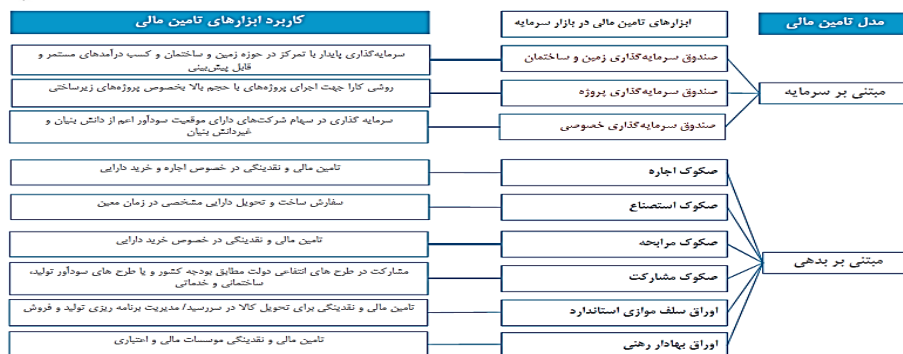 مدل تامین مالی
ابزارهای تامین مالی در بازار سرمایه
کاربرد ابزارهای تامین مالی
مبتنی بر سرمایه
صندوق سرمایه‌گذاری زمین و ساختمان
سرمایه‌گذاری پایدار با تمرکز در حوزه زمین و ساختمان و کسب درآمدهای مستمر و
قابل پیش‌بینی
صندوق سرمایه‌گذاری پروژه
روشی کارا جهت اجرای پروژه‌های با حجم بالا بخصوص پروژه‌های زیرساختی
صندوق سرمایه‌گذاری خصوصی
سرمایه گذاری در سهام شرکت‌های دارای موقعیت سودآور اعم از دانش بنیان و
غیردانش بنیان
مبتنی بر بدهی
صکوک اجاره
تامین مالی و نقدینگی در خصوص اجاره و خرید دارایی
صکوک استصناع
سفارش ساخت و تحویل دارایی مشخصی در زمان معین
صکوک مرابحه
تامین مالی و نقدینگی در خصوص خرید دارایی
صکوک مشارکت
مشارکت در طرح های انتفاعی دولت مطابق بودجه کشور و یا طرح های سودآور تولید،
ساختمانی و خدماتی
اوراق سلف موازی استاندارد
تامین مالی و نقدینگی برای تحویل کالا در سررسید/ مدیریت برنامه ریزی تولید و فروش
اوراق بهادار رهنی
تامین مالی و نقدینگی موسسات مالی و اعتباری